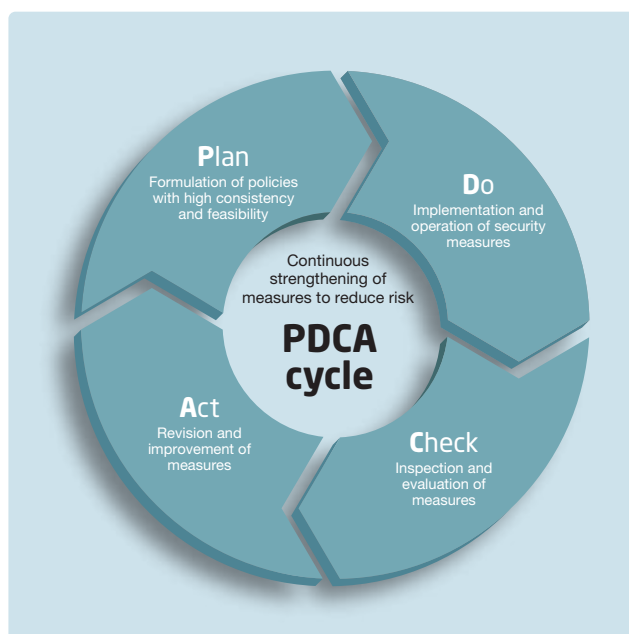 Plan
Formulation of policies
with high consistency
and feasibility
Do
Implementation and
operation of security
measures
Continuous
strengthening of
measures to reduce risk
PDCA
cycle
Act
Revision and
improvement of
measures
Check
Inspection and
evaluation of
measures